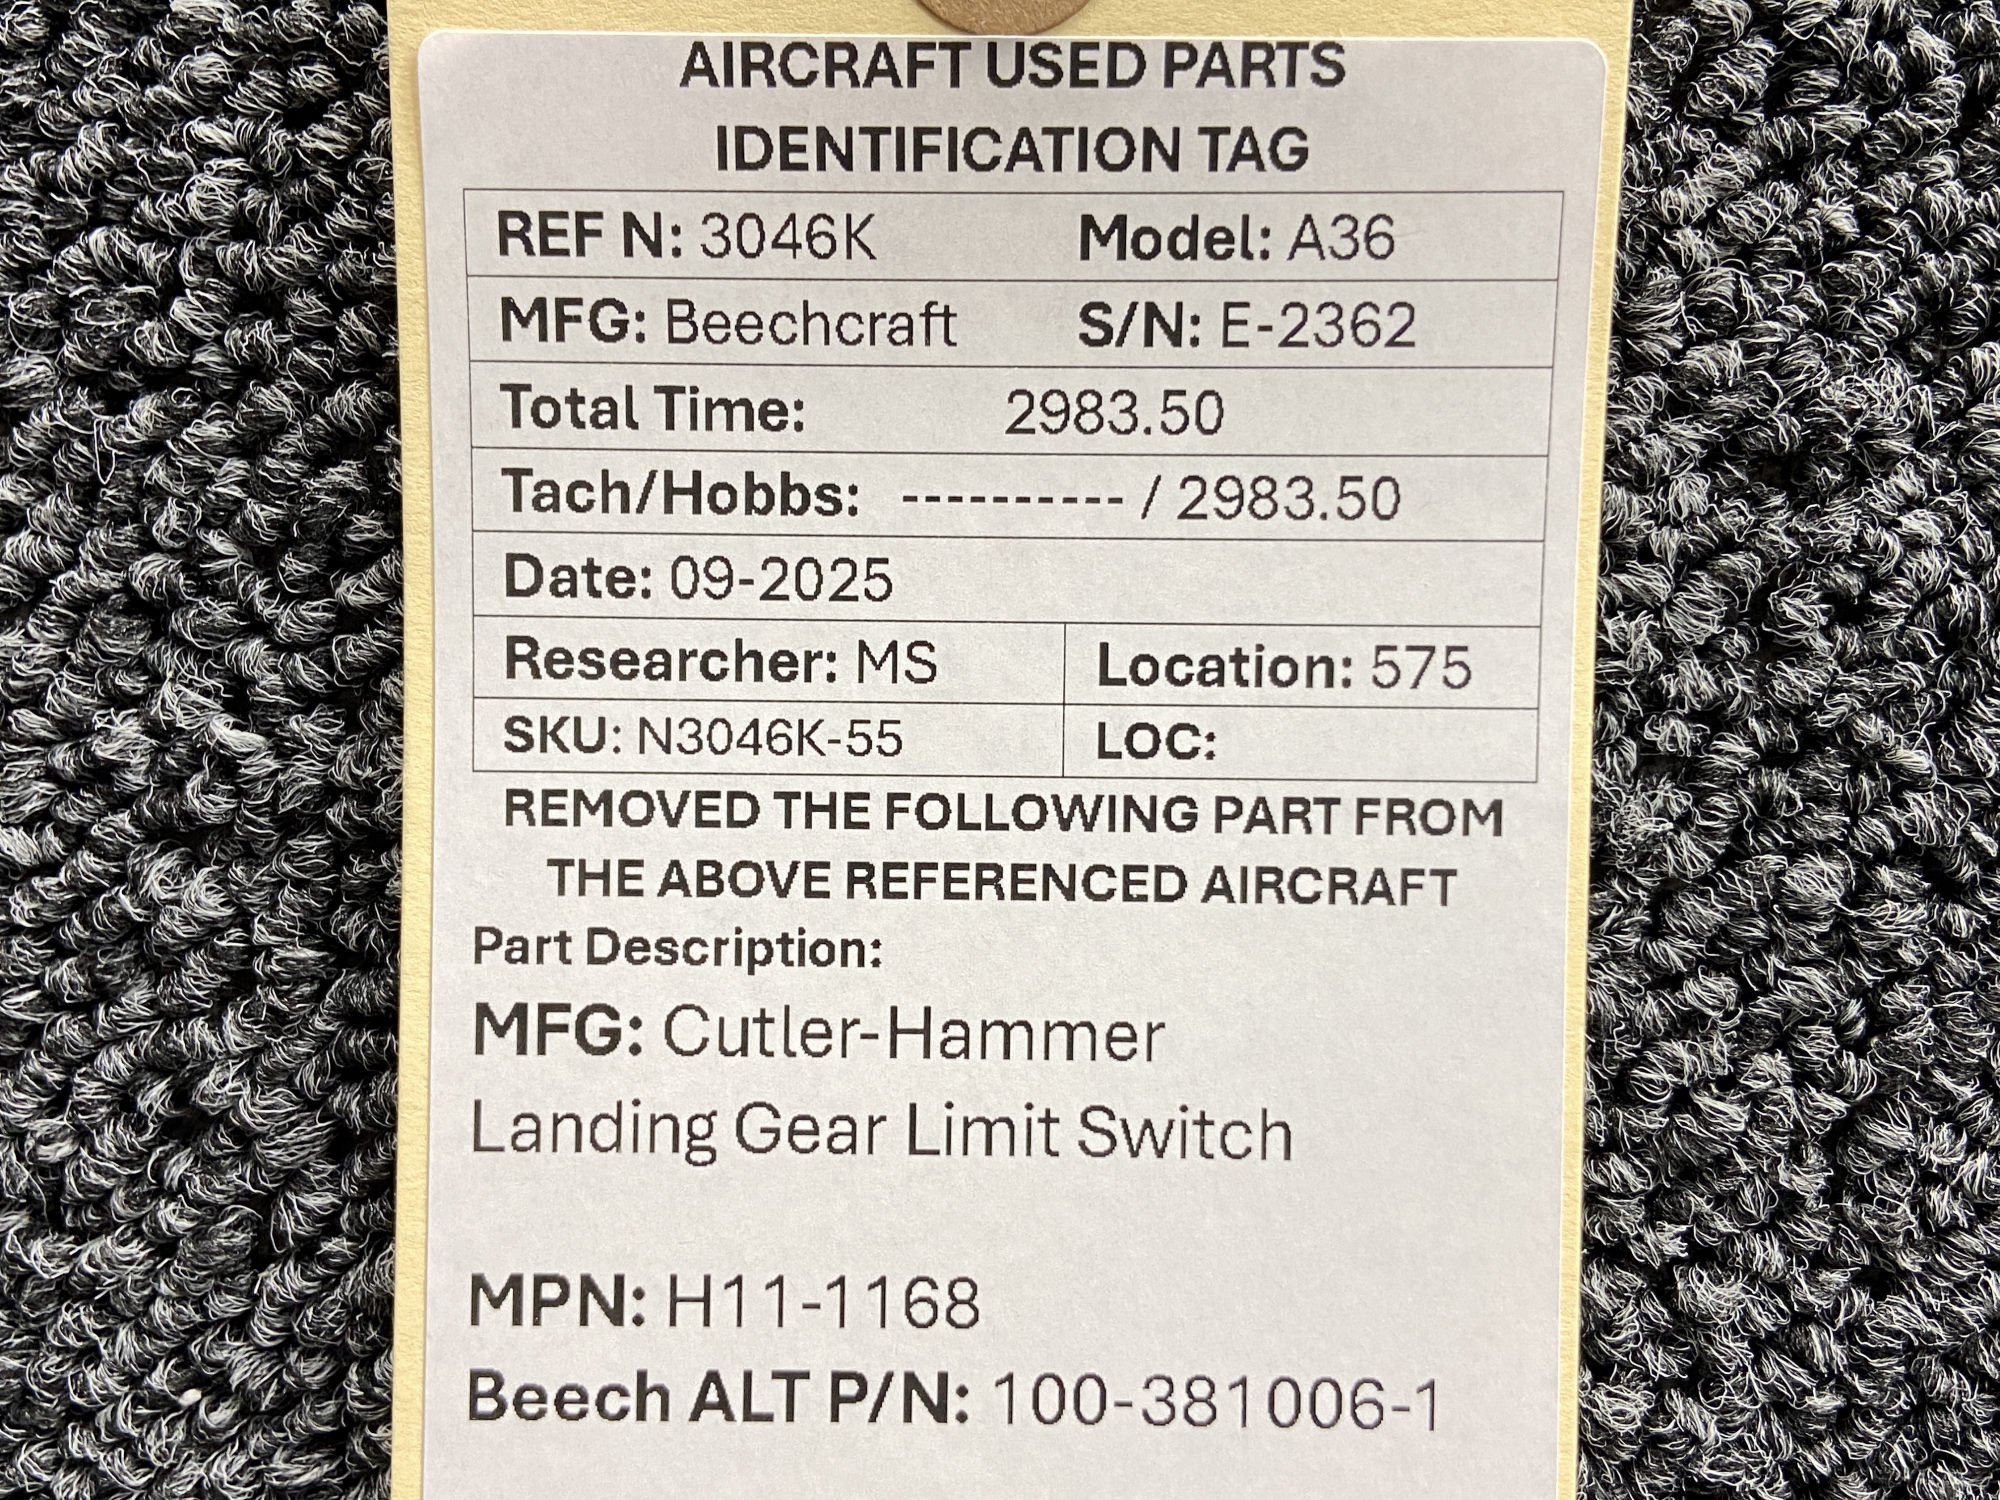 AIRCRAFT USED PARTS
IDENTIFICATION TAG
REF N: 3046K Model: A36
MFG: Beechcraft S/N: E-2362
Total Time: 2983.50
Tach/Hobbs: ---------- / 2983.50
Date: 09-2025
Researcher: MS Location: 575
SKU: N3046K-55 LOC:
REMOVED THE FOLLOWING PART FROM
THE ABOVE REFERENCED AIRCRAFT
Part Description:
MFG: Cutler-Hammer
Landing Gear Limit Switch
MPN: H11-1168
Beech ALT P/N: 100-381006-1